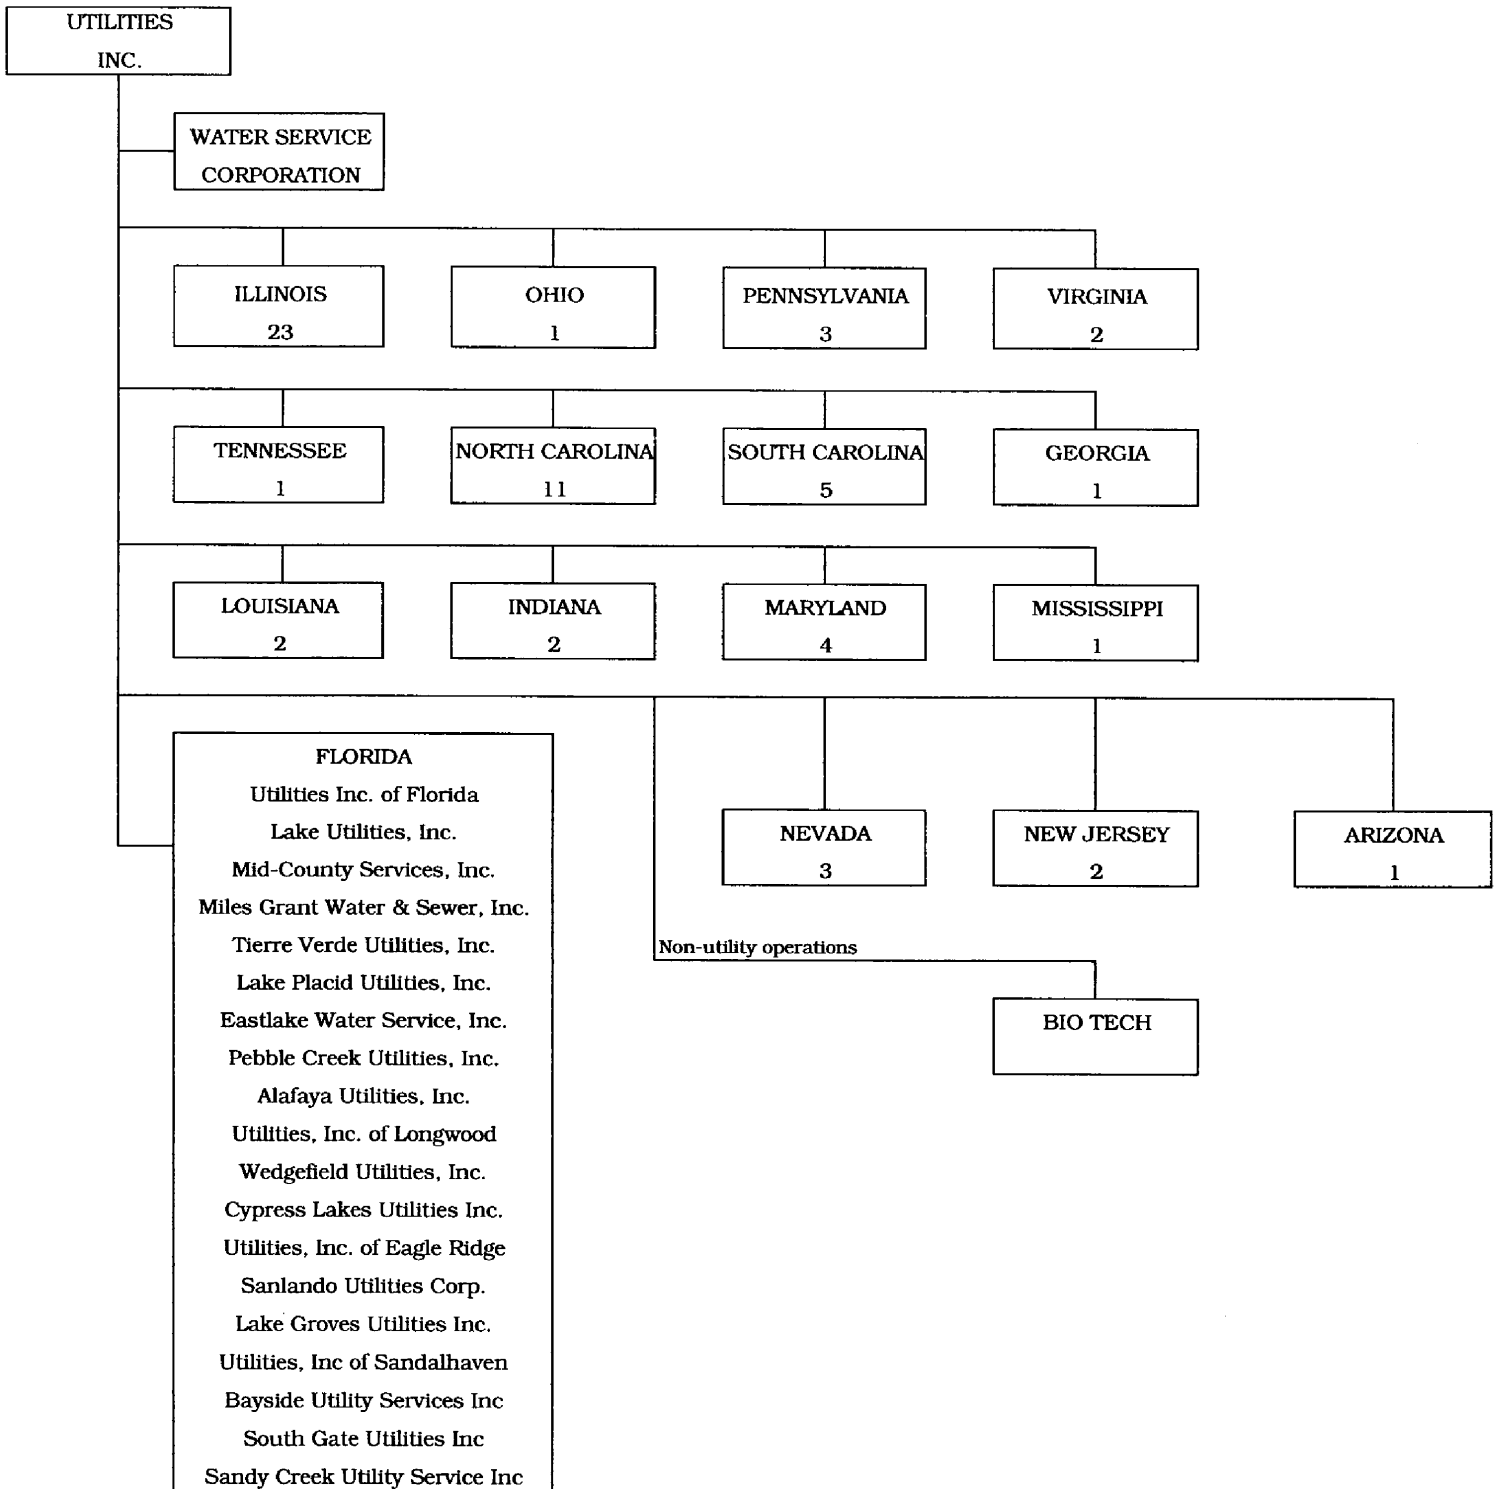 UTILITIES
INC.
WATER SERVICE
CORPORATION
ILLINOIS
23
OHIO
1
PENNSYLVANIA
3
VIRGINIA
2
TENNESSEE
1
NORTH CAROLINA
11
SOUTH CAROLINA
5
GEORGIA
1
LOUISIANA
2
INDIANA
2
MARYLAND
4
MISSISSIPPI
1
FLORIDA
Utilities Inc. of Florida
Lake Utilities, Inc.
Mid-County Services, Inc.
Miles Grant Water & Sewer, Inc.
Tierre Verde Utilities, Inc.
Lake Placid Utilities, Inc.
Eastlake Water Service, Inc.
Pebble Creek Utilities, Inc.
Alafaya Utilities, Inc.
Utilities, Inc. of Longwood
Wedgefield Utilities, Inc.
Cypress Lakes Utilities Inc.
Utilities, Inc. of Eagle Ridge
Sanlando Utilities Corp.
Lake Groves Utilities Inc.
Utilities, Inc of Sandalhaven
Bayside Utility Services Inc
South Gate Utilities Inc
Sandy Creek Utility Service Inc
NEVADA
3
NEW JERSEY
2
ARIZONA
1
Non-utility operations
BIO TECH